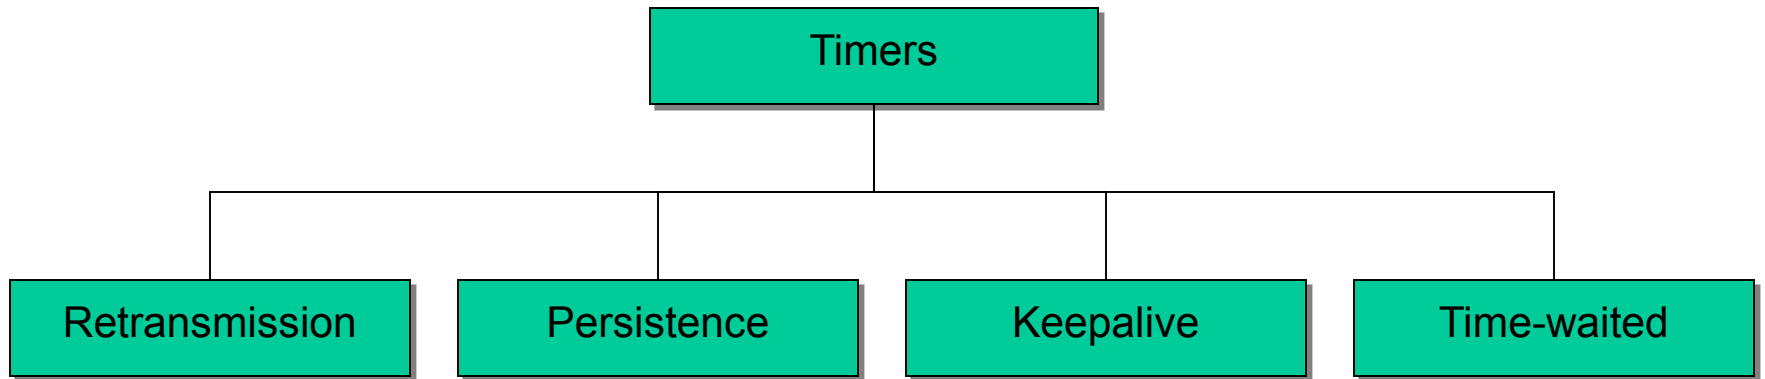 Timers
Retransmission
Persistence
Keepalive
Time-waited